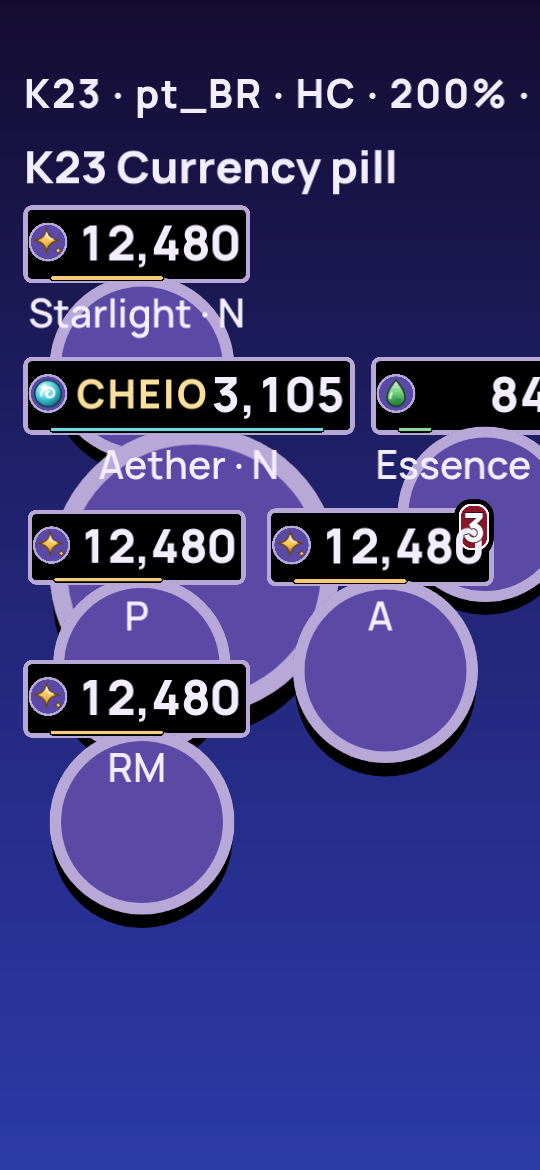 K23 · pt_BR · HC · 200% ·
K23 Currency pill
12,480
Starlight · N
CHEIO 3,105
84
Aether · N
Essence
12,480
12,480
3
P
A
12,480
RM